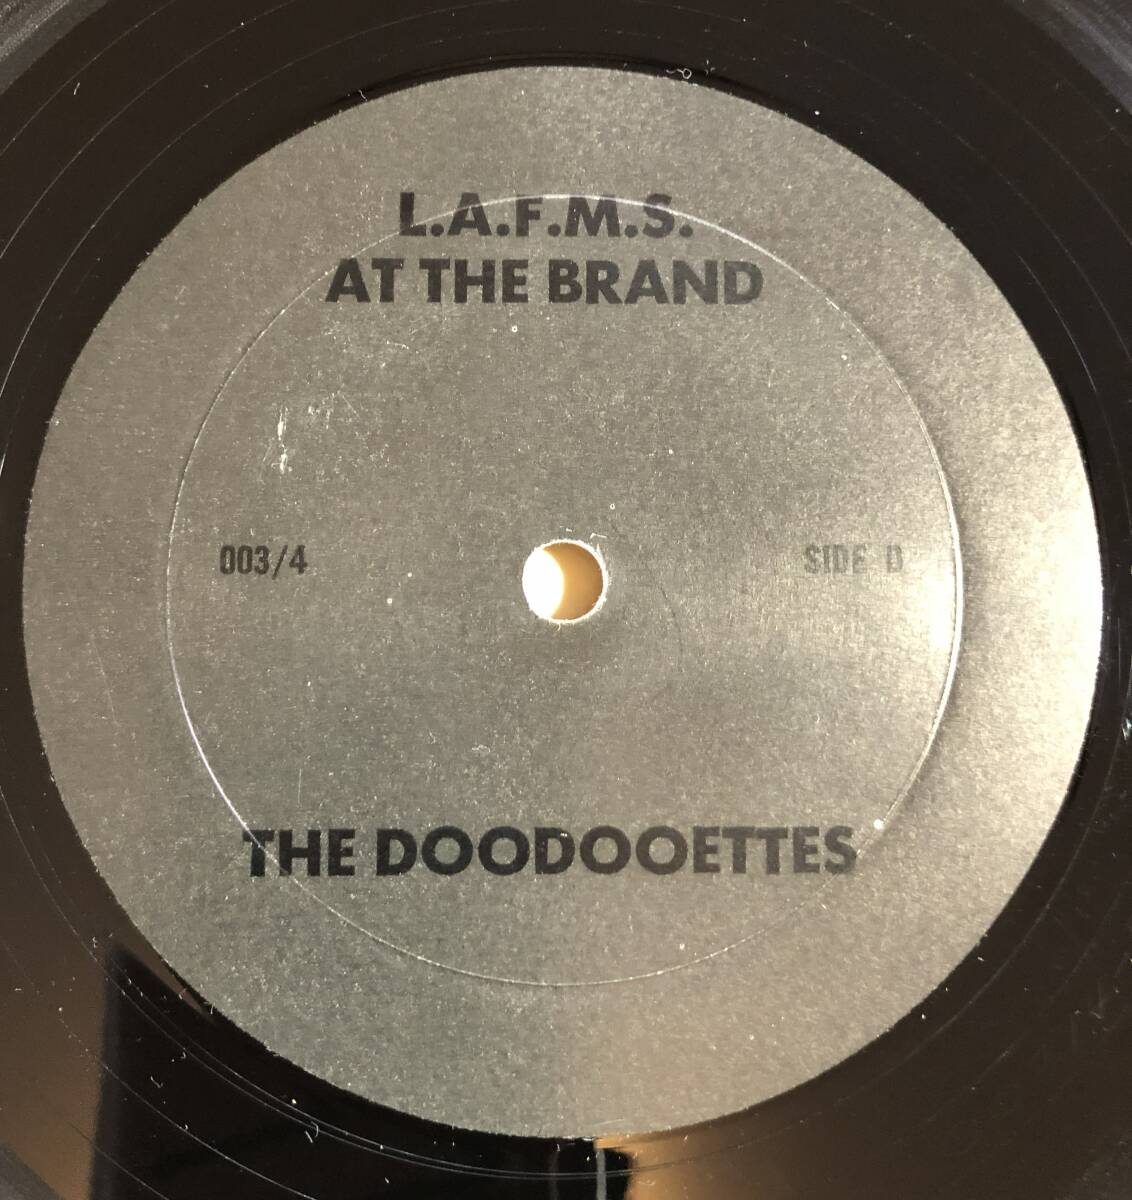 L.A.F.M.S.
AT THE BRAND
003/4
SIDE D
THE DOODOOETTES